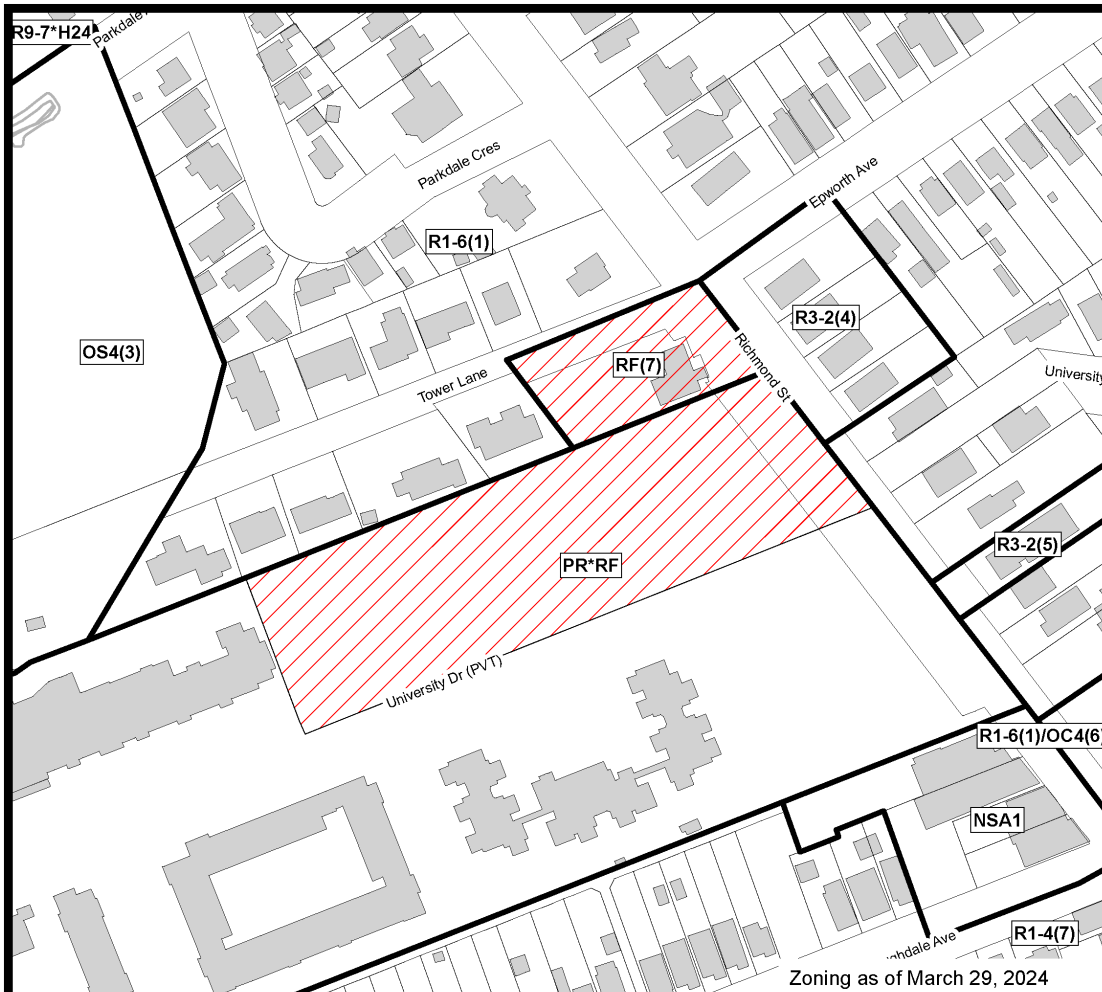 R9-7*H24
Parkdale
Parkdale Cres
Epworth Ave
R1-6(1)
R3-2(4)
OS4(3)
Richmond St
RF(7)
Tower Lane
University
R3-2(5)
PR*RF
University Dr (PVT)
R1-6(1)/OC4(6)
NSA1
R1-4(7)
ghdale Ave
Zoning as of March 29, 2024